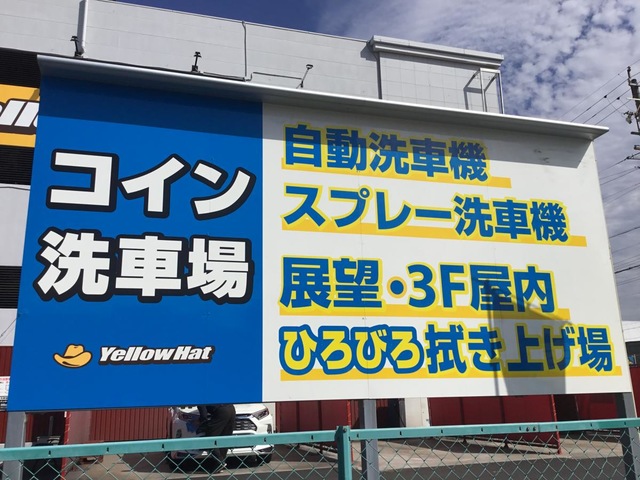 コイン
洗車場
YellowHat
自動洗車機
スプレー洗車機
展望・3F屋内
ひろびろ拭き上げ場